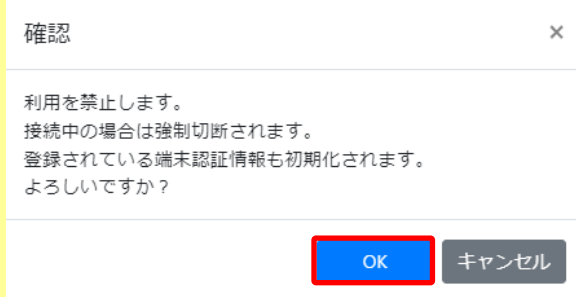 確認
×
利用を禁止します。
接続中の場合は強制切断されます。
登録されている端末認証情報も初期化されます。
よろしいですか？
OK
キャンセル